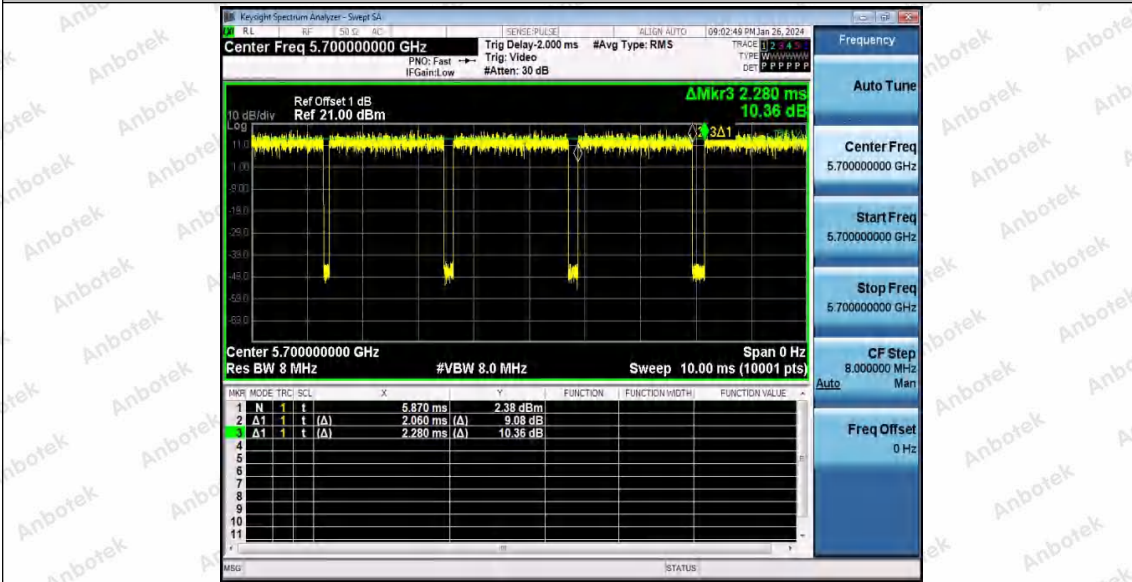 Keysight Spectrum Analyzer - Swept SA
RL RF 50 Ω AC SENSE:PULSE ALIGN AUTO 09:02:49 PM Jan 26, 2024
Center Freq 5.700000000 GHz
PNO: Fast
IFGain:Low
Trig Delay-2.000 ms
Trig: Video
#Atten: 30 dB
#Avg Type: RMS
TRACE 1 2 3 4 5
TYPE W
DET P P P P P P
Frequency
Auto Tune
Center Freq
5.700000000 GHz
Start Freq
5.700000000 GHz
Stop Freq
5.700000000 GHz
CF Step
8.000000 MHz
Auto Man
Freq Offset
0 Hz
ΔMkr3 2.280 ms
10.36 dB
Ref Offset 1 dB
10 dB/div Ref 21.00 dBm
Log
11.0
1.00
-9.00
-19.0
-29.0
-39.0
-49.0
-59.0
-69.0
3Δ1
Center 5.700000000 GHz Span 0 Hz
Res BW 8 MHz #VBW 8.0 MHz Sweep 10.00 ms (10001 pts)
MKR MODE TRC SCL X Y FUNCTION FUNCTION WIDTH FUNCTION VALUE
1 N 1 t 5.870 ms 2.38 dBm
2 Δ1 1 t (Δ) 2.060 ms (Δ) 9.08 dB
3 Δ1 1 t (Δ) 2.280 ms (Δ) 10.36 dB
4
5
6
7
8
9
10
11
MSG STATUS
Anbotek